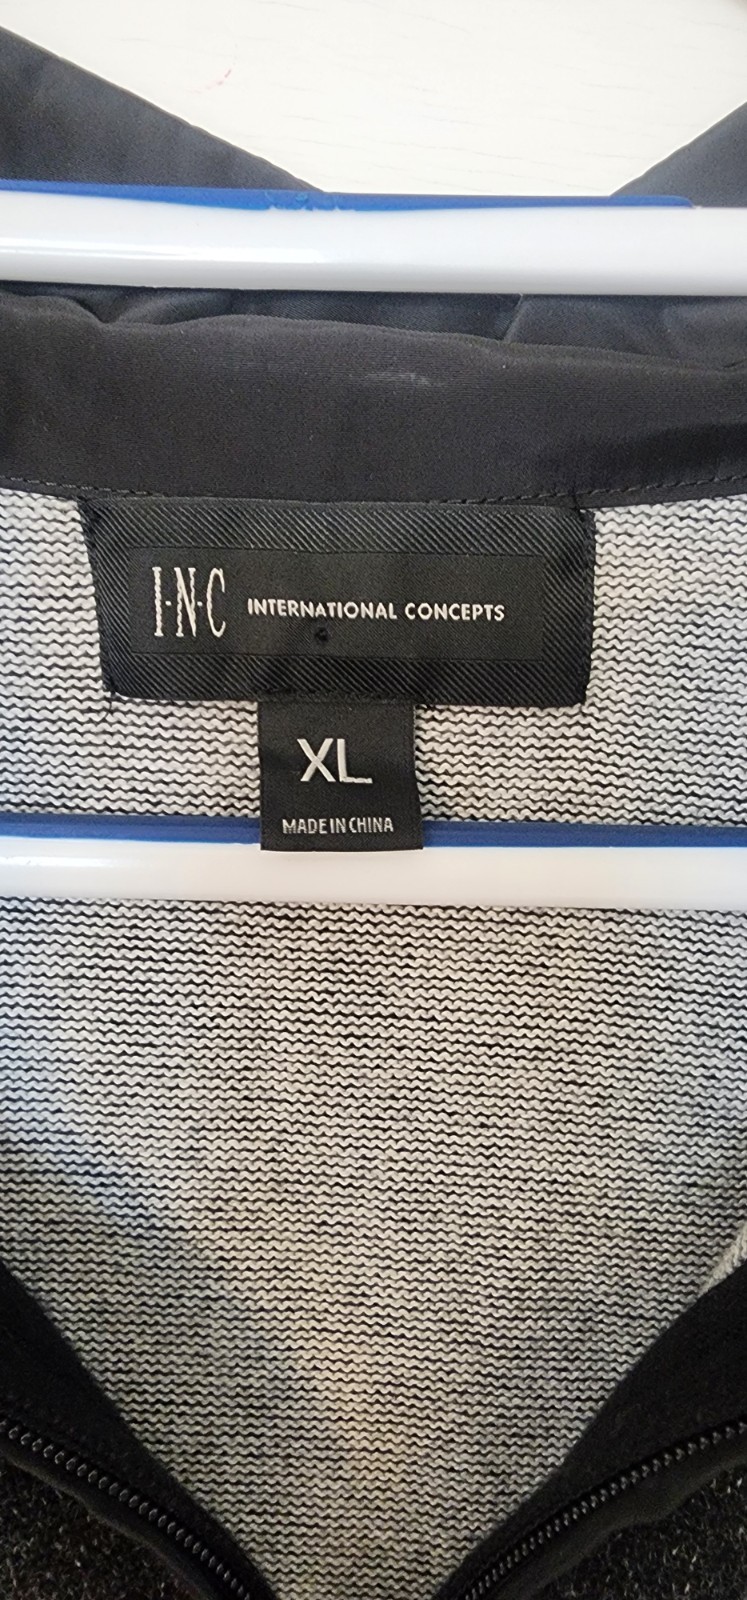 I·N·C INTERNATIONAL CONCEPTS
XL
MADE IN CHINA